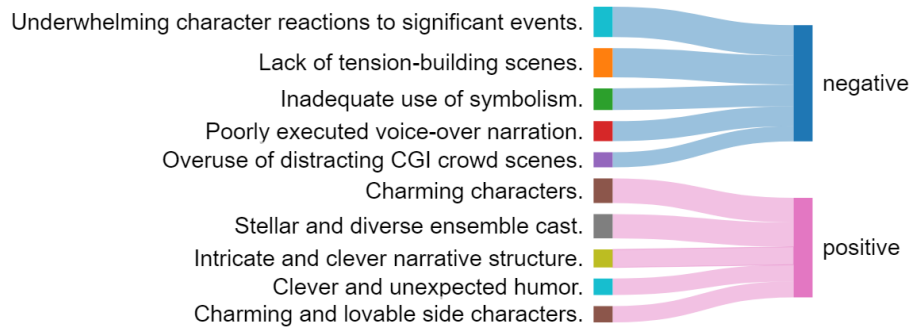 Underwhelming character reactions to significant events.
Lack of tension-building scenes.
Inadequate use of symbolism.
Poorly executed voice-over narration.
Overuse of distracting CGI crowd scenes.
negative
Charming characters.
Stellar and diverse ensemble cast.
Intricate and clever narrative structure.
Clever and unexpected humor.
Charming and lovable side characters.
positive